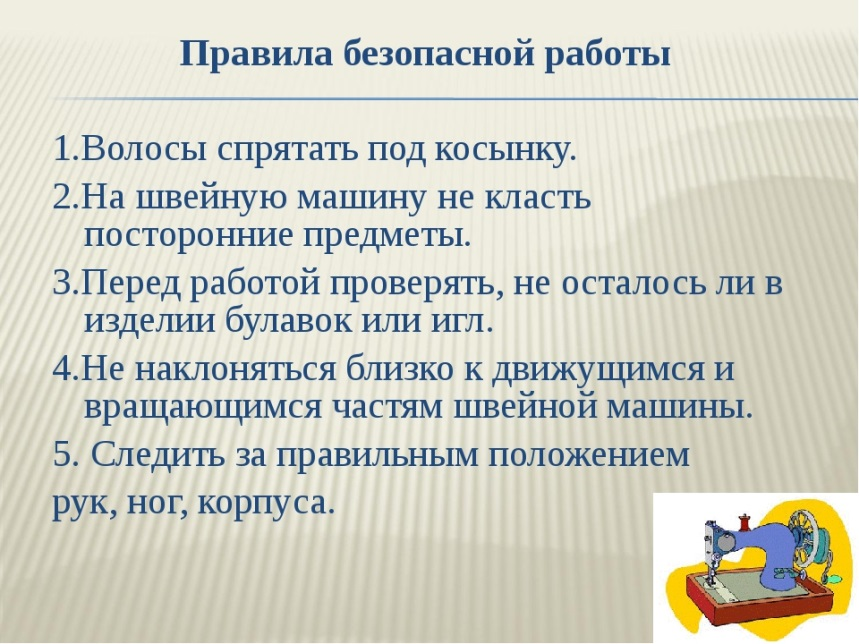 Правила безопасной работы
1.Волосы спрятать под косынку.
2.На швейную машину не класть
посторонние предметы.
3.Перед работой проверять, не осталось ли в
изделии булавок или игл.
4.Не наклоняться близко к движущимся и
вращающимся частям швейной машины.
5. Следить за правильным положением
рук, ног, корпуса.